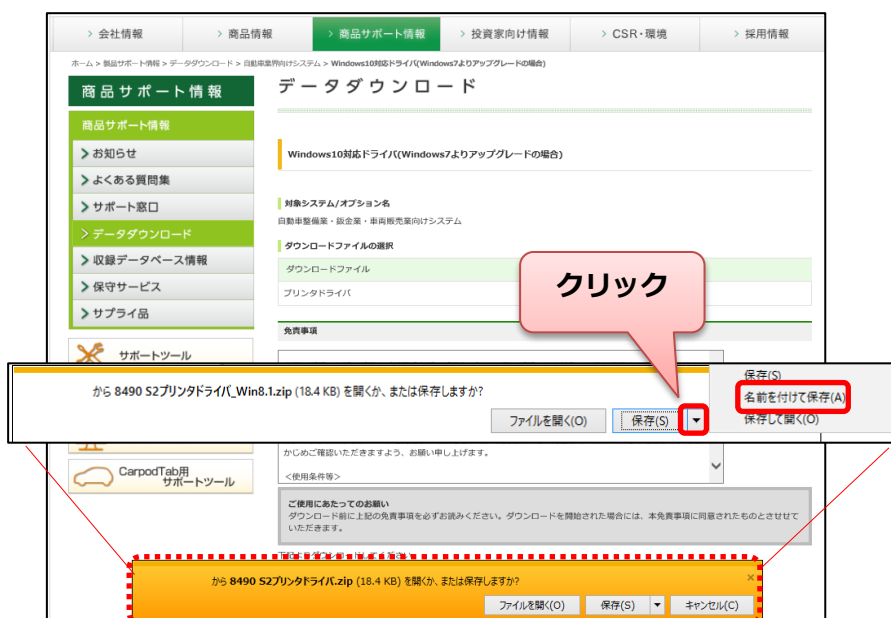 会社情報
商品情報
商品サポート情報
投資家向け情報
CSR・環境
採用情報
ホーム > 製品サポート情報 > データダウンロード > 自動車業界向けシステム > Windows10対応ドライバ(Windows7よりアップグレードの場合)
商品サポート情報
データダウンロード
商品サポート情報
お知らせ
よくある質問集
サポート窓口
データダウンロード
収録データベース情報
保守サービス
サプライ品
サポートツール
Windows10対応ドライバ(Windows7よりアップグレードの場合)
対象システム/オプション名
自動車整備業・鈑金業・車両販売業向けシステム
ダウンロードファイルの選択
ダウンロードファイル
プリンタドライバ
免責事項
クリック
から 8490 S2プリンタドライバ_Win8.1.zip (18.4 KB) を開くか、または保存しますか?
ファイルを開く(O)
保存(S)
保存(S)
名前を付けて保存(A)
保存して開く(O)
CarpodTab用
サポートツール
かじめご確認いただきますよう、お願い申し上げます。
<使用条件等>
ご使用にあたってのお願い
ダウンロード前に上記の免責事項を必ずお読みください。ダウンロードを開始された場合には、本免責事項に同意されたものとさせせて
いただきます。
から 8490 S2プリンタドライバ.zip (18.4 KB) を開くか、または保存しますか?
ファイルを開く(O)
保存(S)
キャンセル(C)